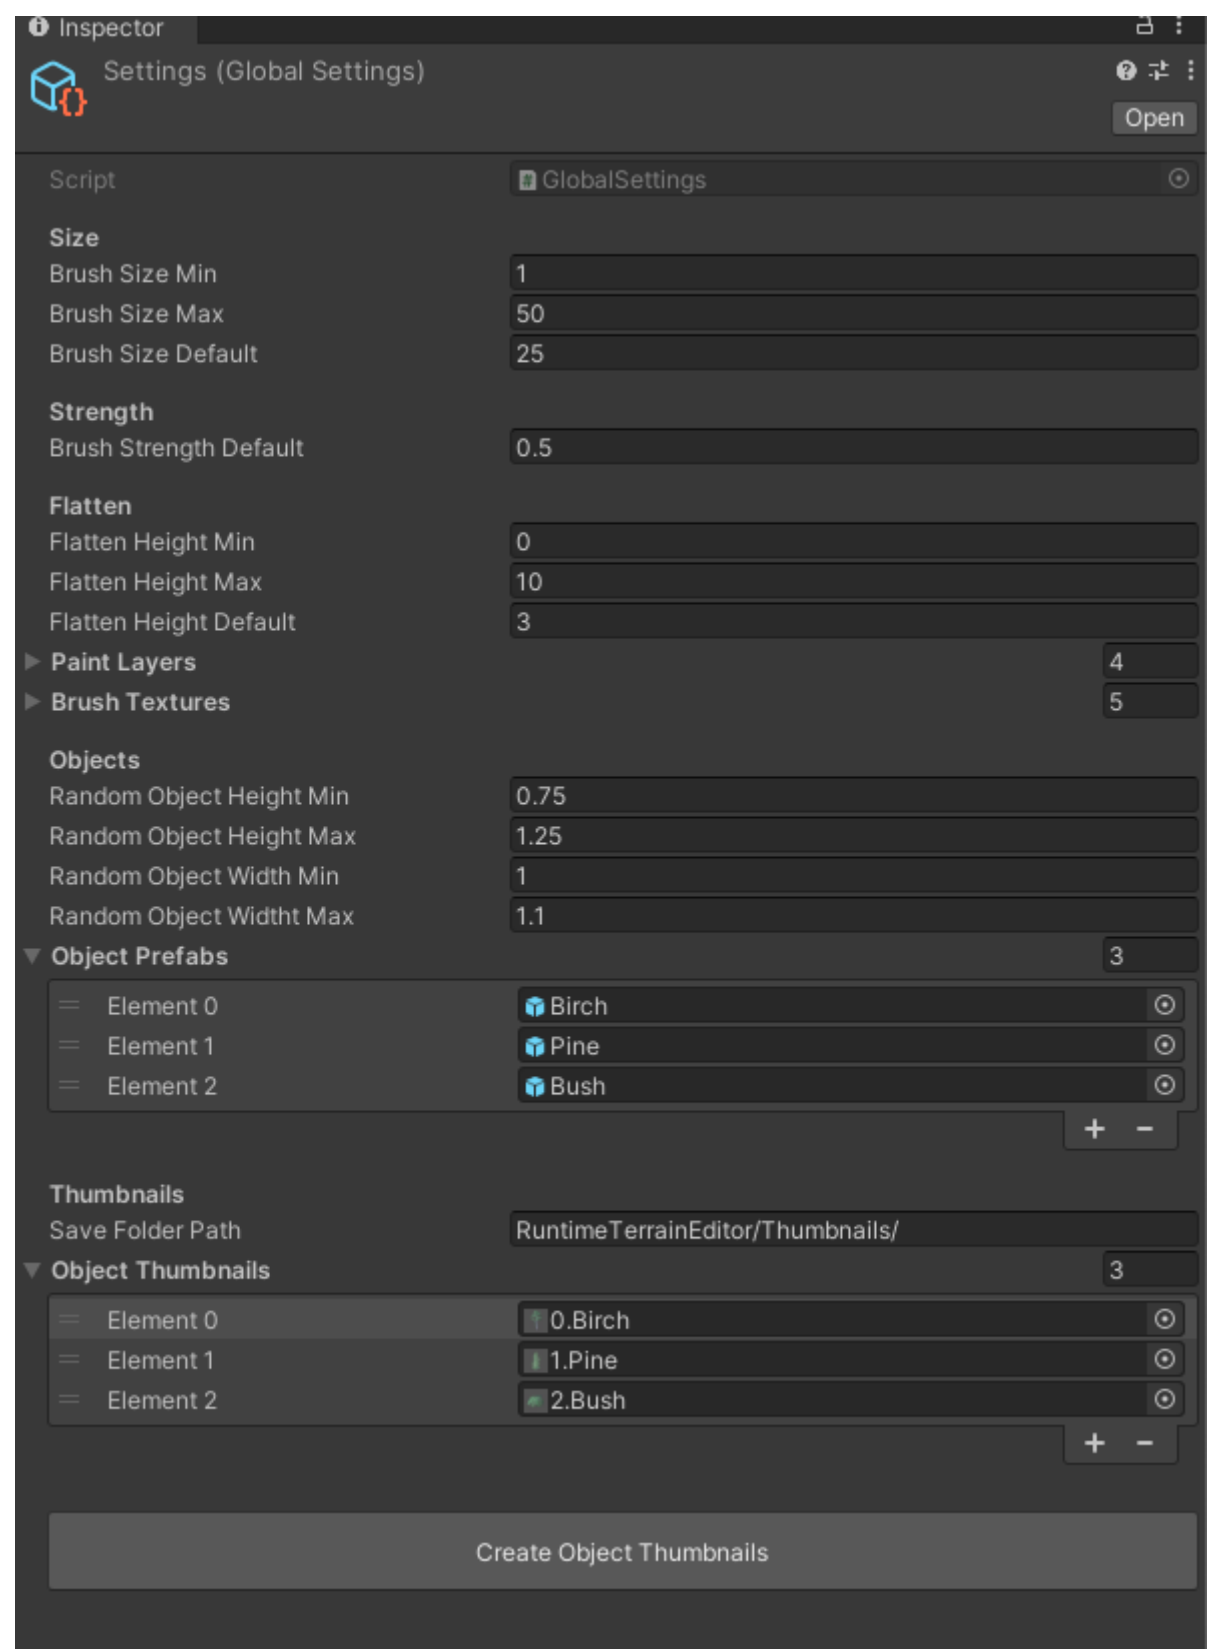 Inspector
Settings (Global Settings)
Open
Script GlobalSettings
Size
Brush Size Min 1
Brush Size Max 50
Brush Size Default 25
Strength
Brush Strength Default 0.5
Flatten
Flatten Height Min 0
Flatten Height Max 10
Flatten Height Default 3
Paint Layers 4
Brush Textures 5
Objects
Random Object Height Min 0.75
Random Object Height Max 1.25
Random Object Width Min 1
Random Object Widtht Max 1.1
Object Prefabs 3
Element 0 Birch
Element 1 Pine
Element 2 Bush
Thumbnails
Save Folder Path RuntimeTerrainEditor/Thumbnails/
Object Thumbnails 3
Element 0 0.Birch
Element 1 1.Pine
Element 2 2.Bush
Create Object Thumbnails